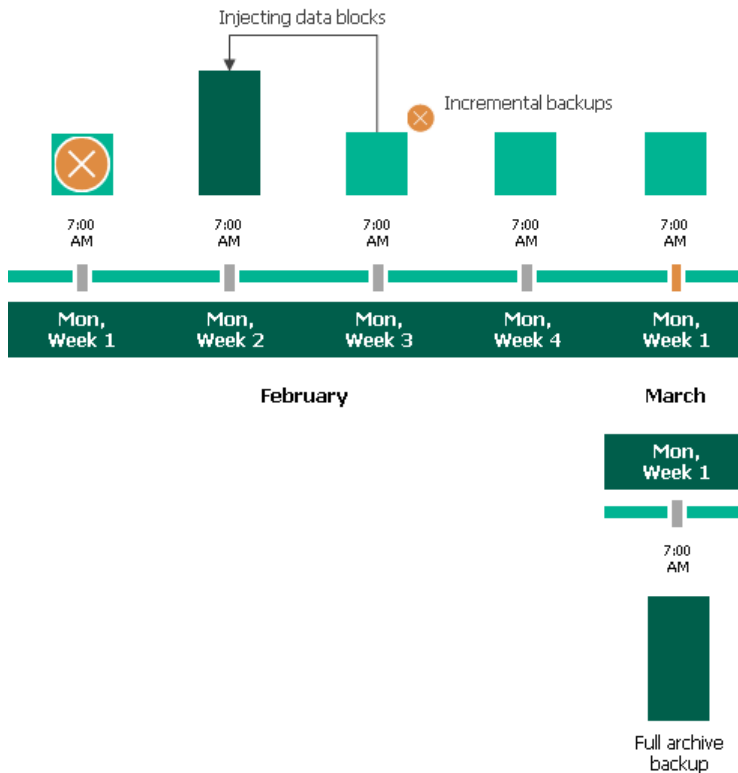 Injecting data blocks
Incremental backups
7:00
AM
7:00
AM
7:00
AM
7:00
AM
7:00
AM
Mon,
Week 1
Mon,
Week 2
Mon,
Week 3
Mon,
Week 4
Mon,
Week 1
February
March
Mon,
Week 1
7:00
AM
Full archive
backup